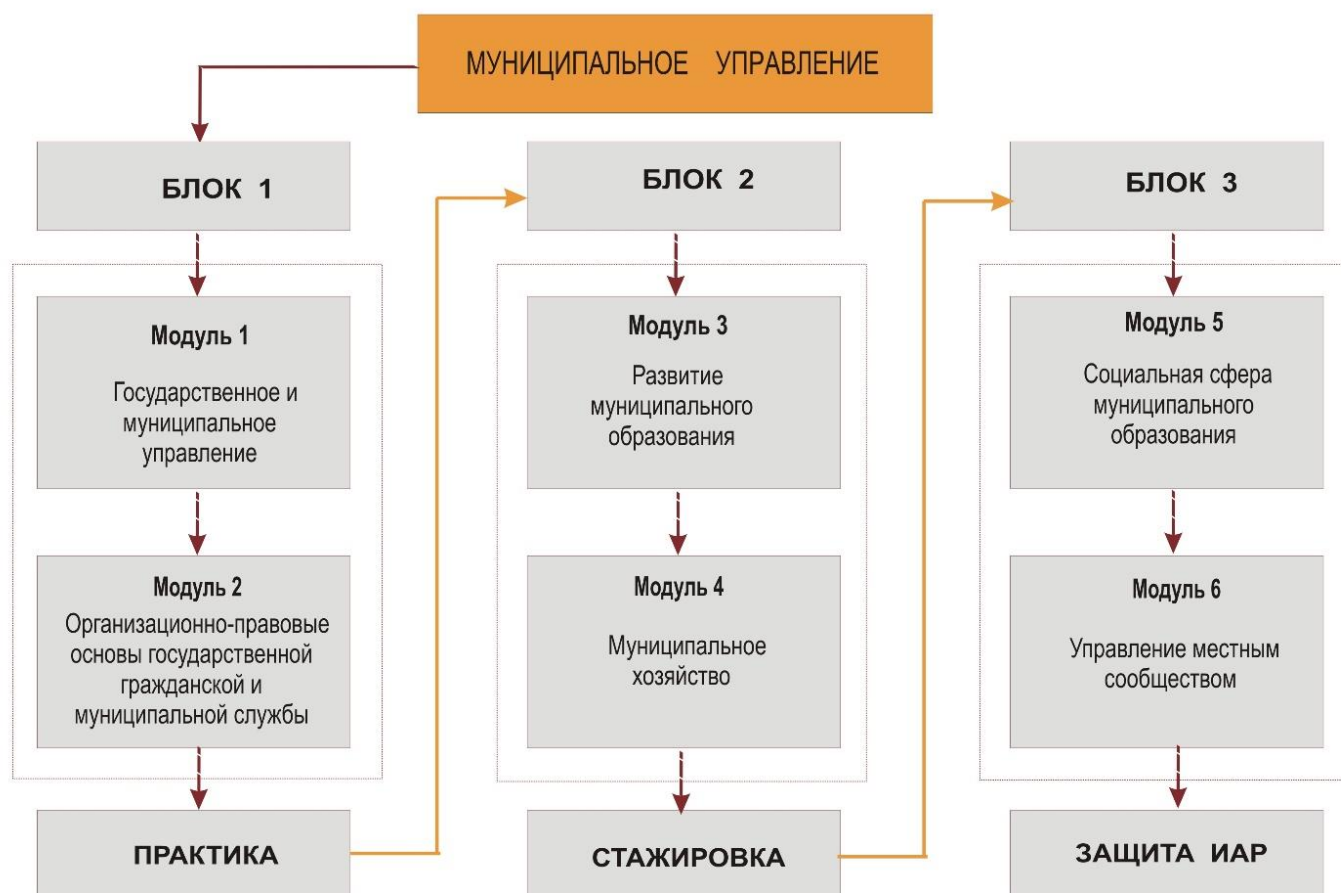 МУНИЦИПАЛЬНОЕ УПРАВЛЕНИЕ
БЛОК 1
Модуль 1
Государственное и
муниципальное
управление
Модуль 2
Организационно-правовые
основы государственной
гражданской и
муниципальной службы
ПРАКТИКА
БЛОК 2
Модуль 3
Развитие
муниципального
образования
Модуль 4
Муниципальное
хозяйство
СТАЖИРОВКА
БЛОК 3
Модуль 5
Социальная сфера
муниципального
образования
Модуль 6
Управление местным
сообществом
ЗАЩИТА ИАР